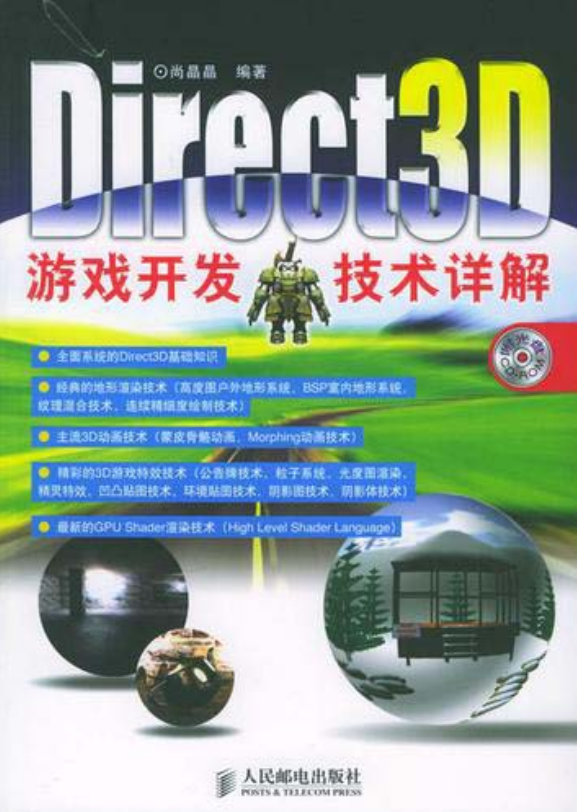 ⊙尚晶晶 编著
Direct3D
游戏开发 技术详解
附光盘
CD-ROM
● 全面系统的Direct3D基础知识
● 经典的地形渲染技术（高度图户外地形系统、BSP室内地形系统、
纹理混合技术、连续精细度绘制技术）
● 主流3D动画技术（蒙皮骨骼动画、Morphing动画技术）
● 精彩的3D游戏特效技术（公告牌技术、粒子系统、光度图渲染、
精灵特效、凹凸贴图技术、环境贴图技术、阴影图技术、阴影体技术）
● 最新的GPU Shader渲染技术（High Level Shader Language）
人民邮电出版社
POSTS & TELECOM PRESS